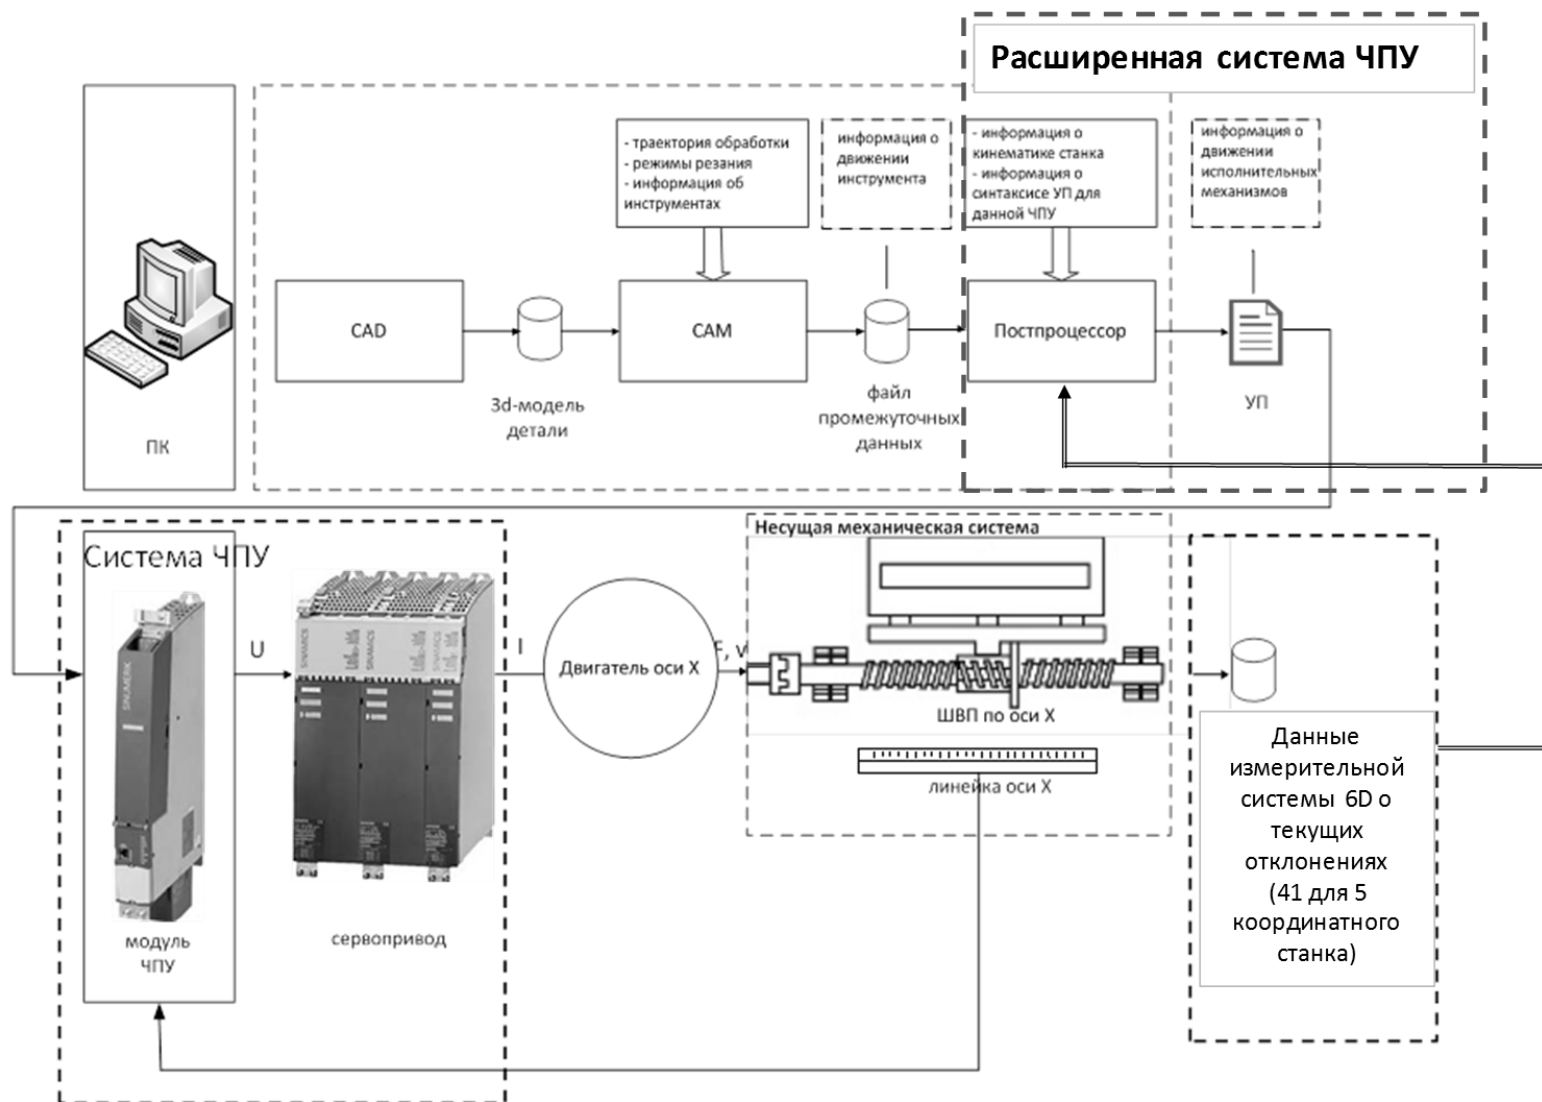 Расширенная система ЧПУ
- траектория обработки
- режимы резания
- информация об
инструментах
информация о
движении
инструмента
- информация о
кинематике станка
- информация о
синтаксисе УП для
данной ЧПУ
информация о
движении
исполнительных
механизмов
CAD
CAM
Постпроцессор
3d-модель
детали
файл
промежуточных
данных
УП
ПК
Система ЧПУ
SINUMERIK
U
SINAMICS
SINAMICS
I
Двигатель оси X
F, v
Несущая механическая система
ШВП по оси X
линейка оси X
модуль
ЧПУ
сервопривод
Данные
измерительной
системы 6D о
текущих
отклонениях
(41 для 5
координатного
станка)